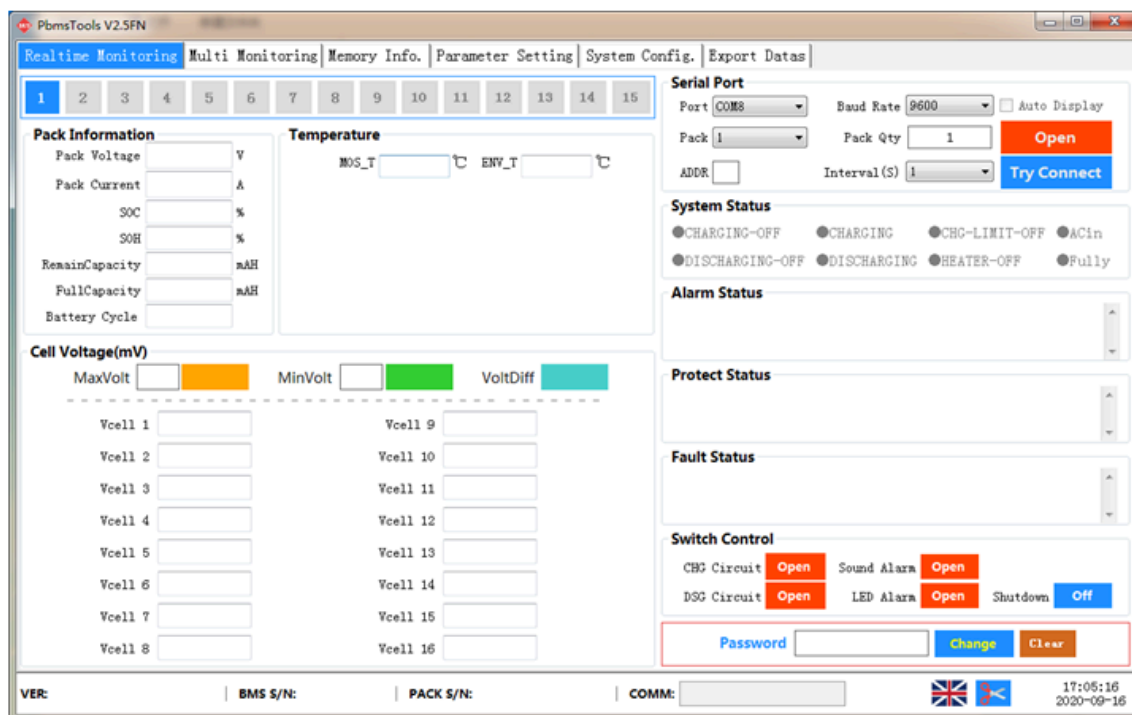 PbmsTools V2.5FN
Realtime Monitoring Multi Monitoring Memory Info. Parameter Setting System Config. Export Datas
1 2 3 4 5 6 7 8 9 10 11 12 13 14 15
Pack Information
Pack Voltage V
Pack Current A
SOC %
SOH %
RemainCapacity mAH
FullCapacity mAH
Battery Cycle
Temperature
MOS_T ℃ ENV_T ℃
Cell Voltage(mV)
MaxVolt MinVolt VoltDiff
Vcell 1 Vcell 9
Vcell 2 Vcell 10
Vcell 3 Vcell 11
Vcell 4 Vcell 12
Vcell 5 Vcell 13
Vcell 6 Vcell 14
Vcell 7 Vcell 15
Vcell 8 Vcell 16
Serial Port
Port COM8 Baud Rate 9600 Auto Display
Pack 1 Pack Qty 1 Open
ADDR Interval(S) 1 Try Connect
System Status
CHARGING-OFF CHARGING CHG-LIMIT-OFF ACin
DISCHARGING-OFF DISCHARGING HEATER-OFF Fully
Alarm Status
Protect Status
Fault Status
Switch Control
CHG Circuit Open Sound Alarm Open
DSG Circuit Open LED Alarm Open Shutdown Off
Password Change Clear
VER: BMS S/N: PACK S/N: COMM: 17:05:16
2020-09-16